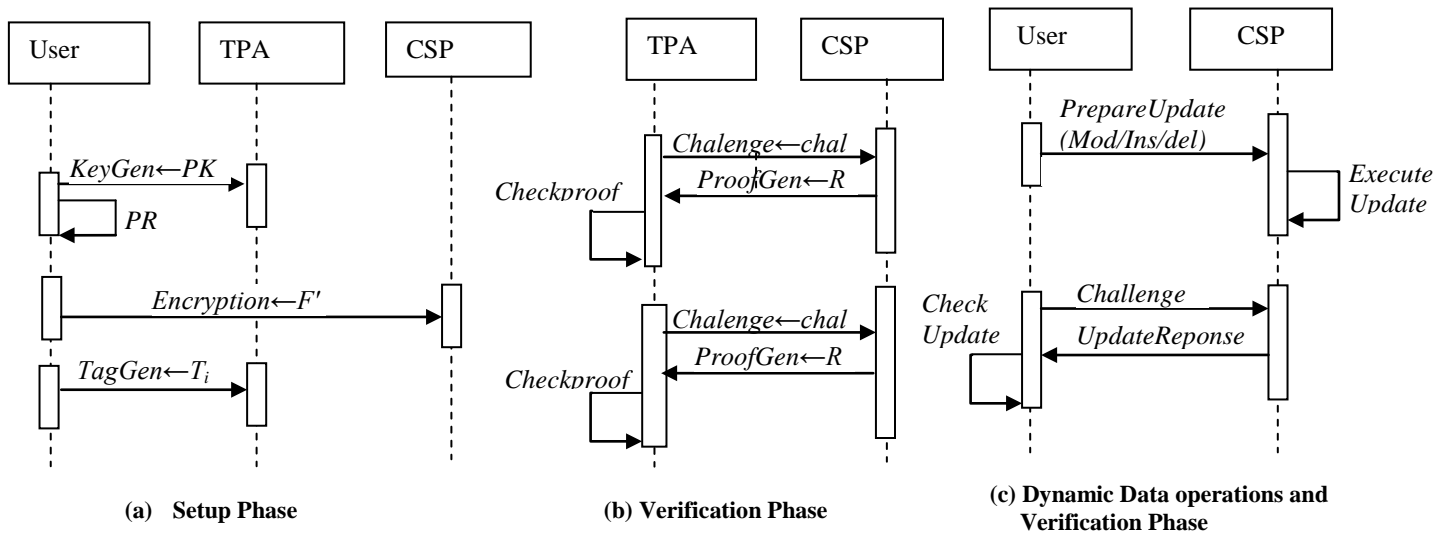 User
TPA
CSP
KeyGen←PK
PR
Encryption←F'
TagGen←Ti
(a) Setup Phase
TPA
CSP
Chalenge←chal
ProofGen←R
Checkproof
Chalenge←chal
ProofGen←R
Checkproof
(b) Verification Phase
User
CSP
PrepareUpdate
(Mod/Ins/del)
Execute
Update
Challenge
Check
Update
UpdateReponse
(c) Dynamic Data operations and
Verification Phase